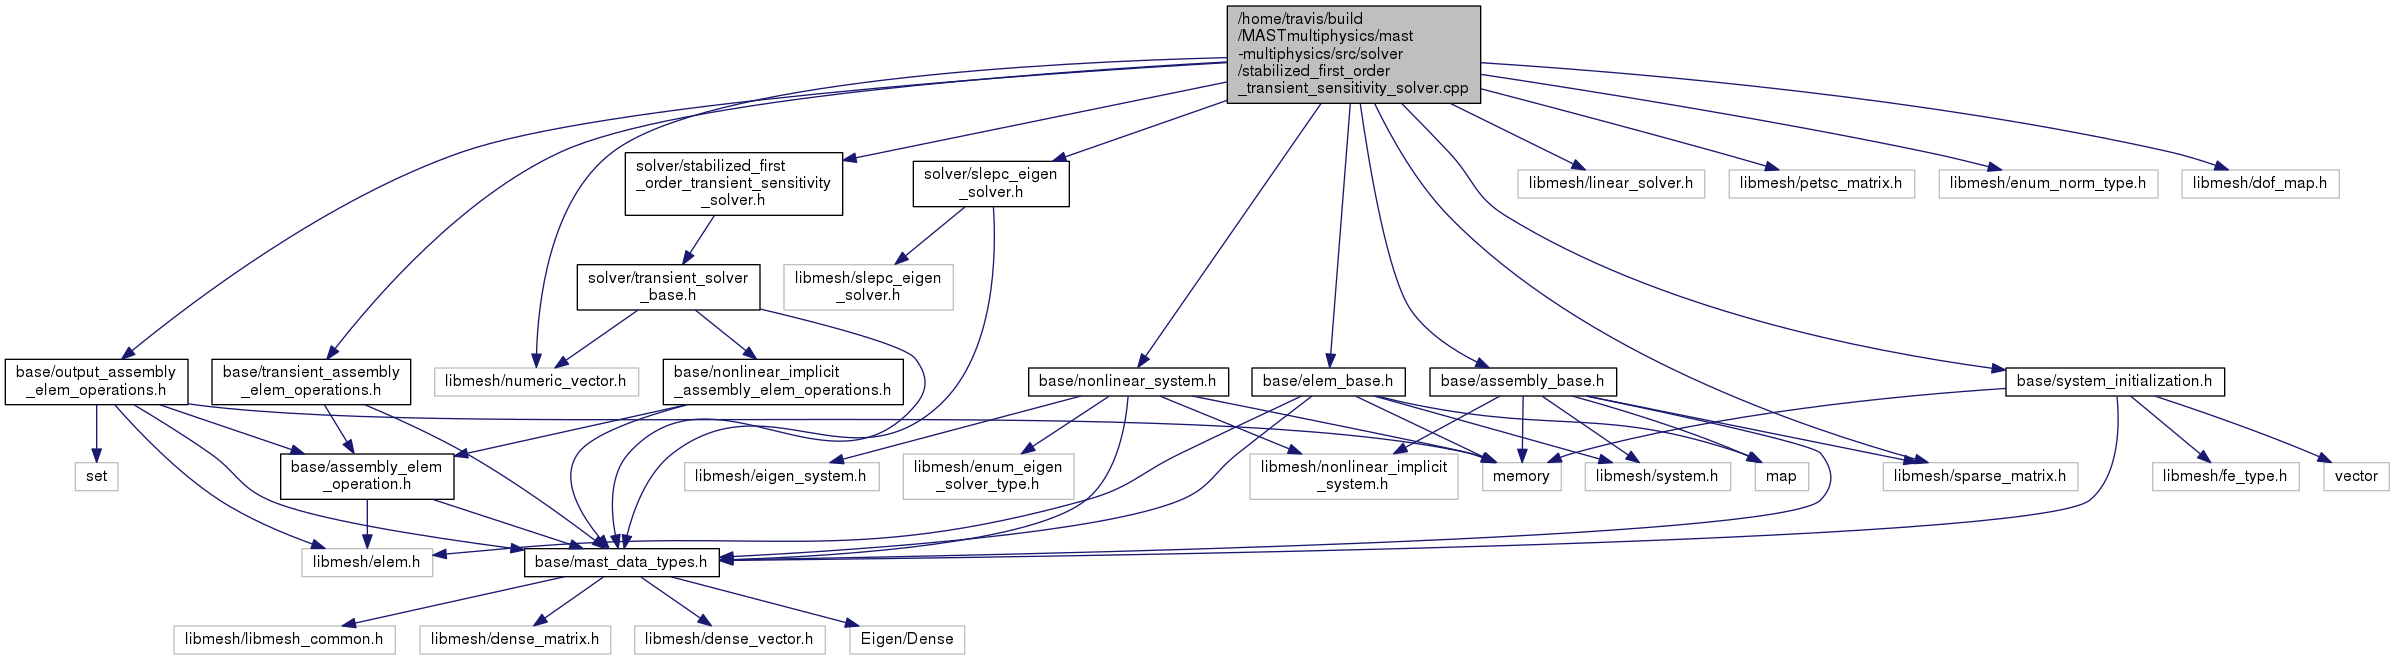 /home/travis/build
/MASTmultiphysics/mast
-multiphysics/src/solver
/stabilized_first_order
_transient_sensitivity_solver.cpp
solver/stabilized_first
_order_transient_sensitivity
_solver.h
solver/slepc_eigen
_solver.h
libmesh/linear_solver.h
libmesh/petsc_matrix.h
libmesh/enum_norm_type.h
libmesh/dof_map.h
solver/transient_solver
_base.h
libmesh/slepc_eigen
_solver.h
base/output_assembly
_elem_operations.h
base/transient_assembly
_elem_operations.h
libmesh/numeric_vector.h
base/nonlinear_implicit
_assembly_elem_operations.h
base/nonlinear_system.h
base/elem_base.h
base/assembly_base.h
base/system_initialization.h
set
base/assembly_elem
_operation.h
libmesh/eigen_system.h
libmesh/enum_eigen
_solver_type.h
libmesh/nonlinear_implicit
_system.h
memory
libmesh/system.h
map
libmesh/sparse_matrix.h
libmesh/fe_type.h
vector
libmesh/elem.h
base/mast_data_types.h
libmesh/libmesh_common.h
libmesh/dense_matrix.h
libmesh/dense_vector.h
Eigen/Dense